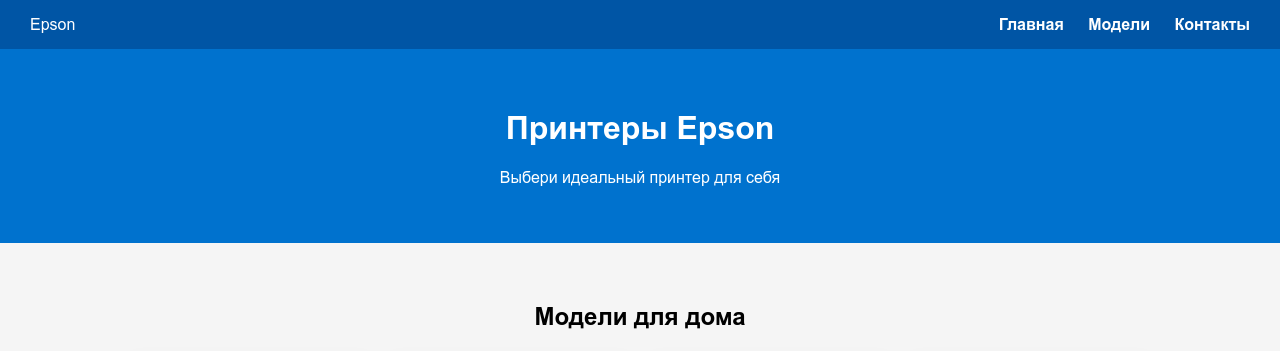 Epson
Главная Модели Контакты
Принтеры Epson
Выбери идеальный принтер для себя
Модели для дома